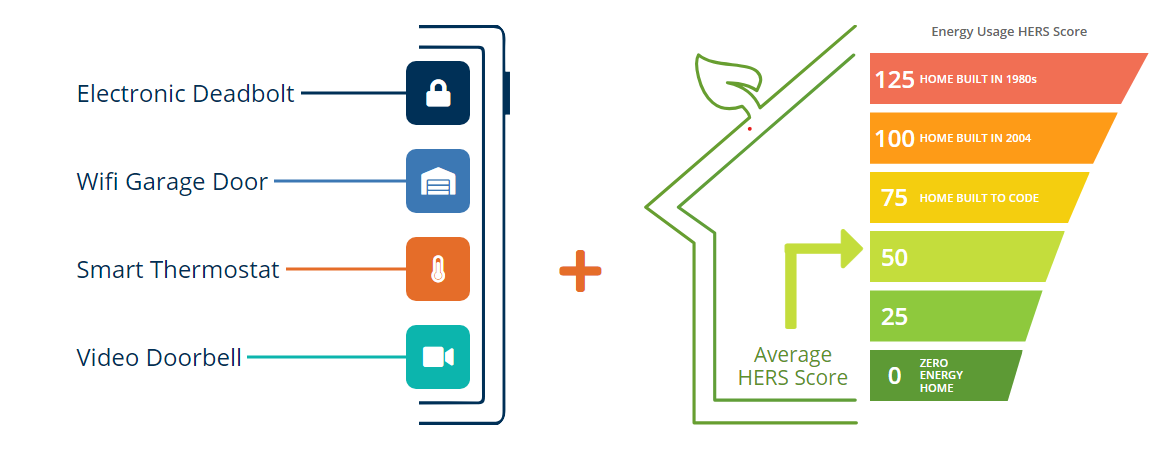 Electronic Deadbolt
Wifi Garage Door
Smart Thermostat
Video Doorbell
Energy Usage HERS Score
125 HOME BUILT IN 1980s
100 HOME BUILT IN 2004
75 HOME BUILT TO CODE
50
25
0 ZERO
ENERGY
HOME
Average
HERS Score